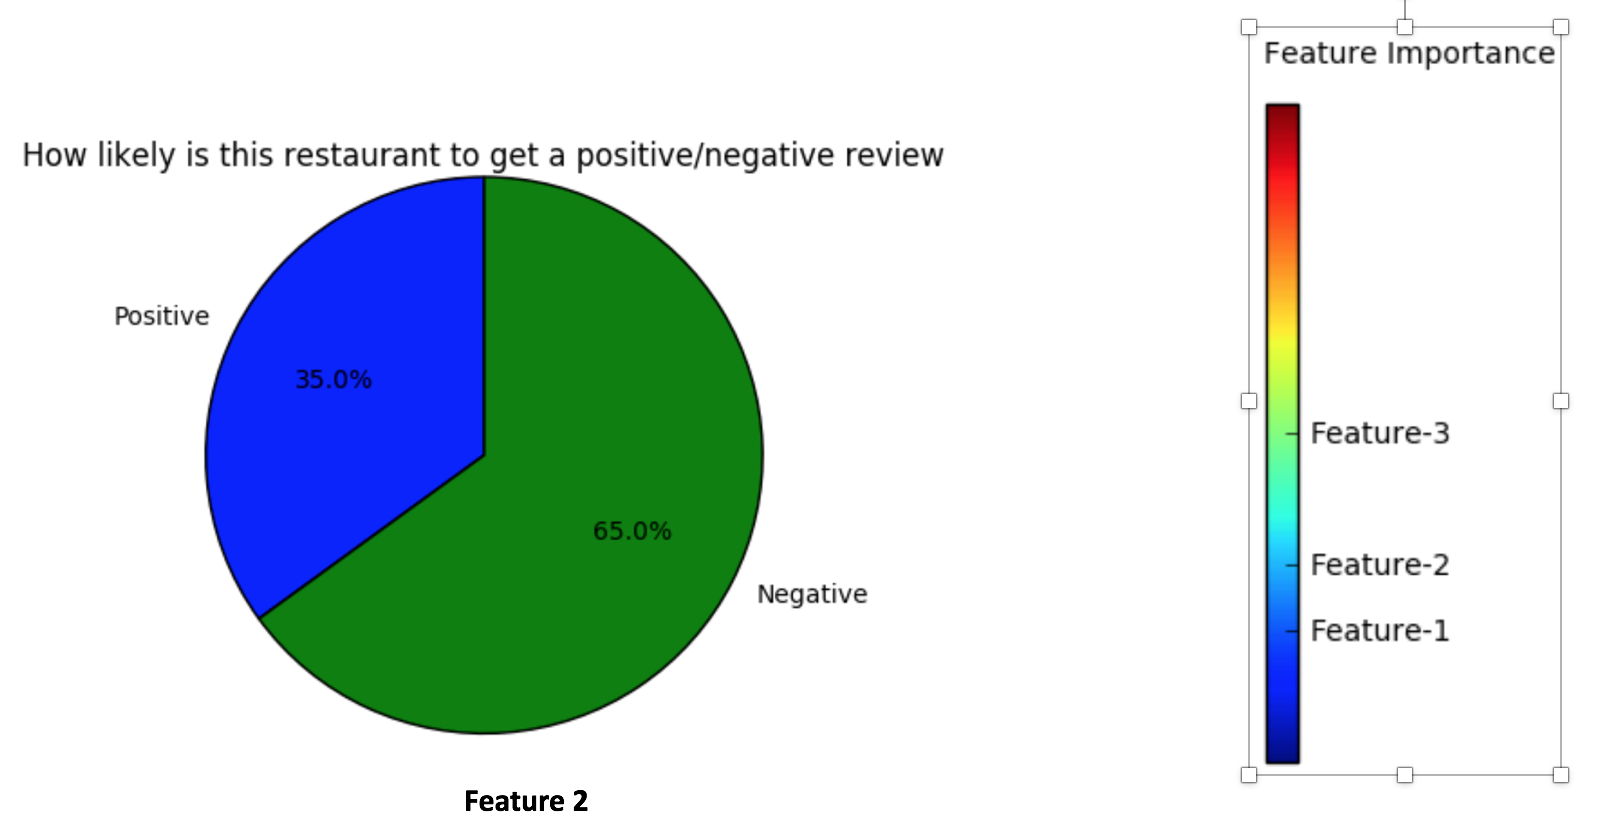 How likely is this restaurant to get a positive/negative review
Positive
35.0%
65.0%
Negative
Feature 2
Feature Importance
Feature-3
Feature-2
Feature-1